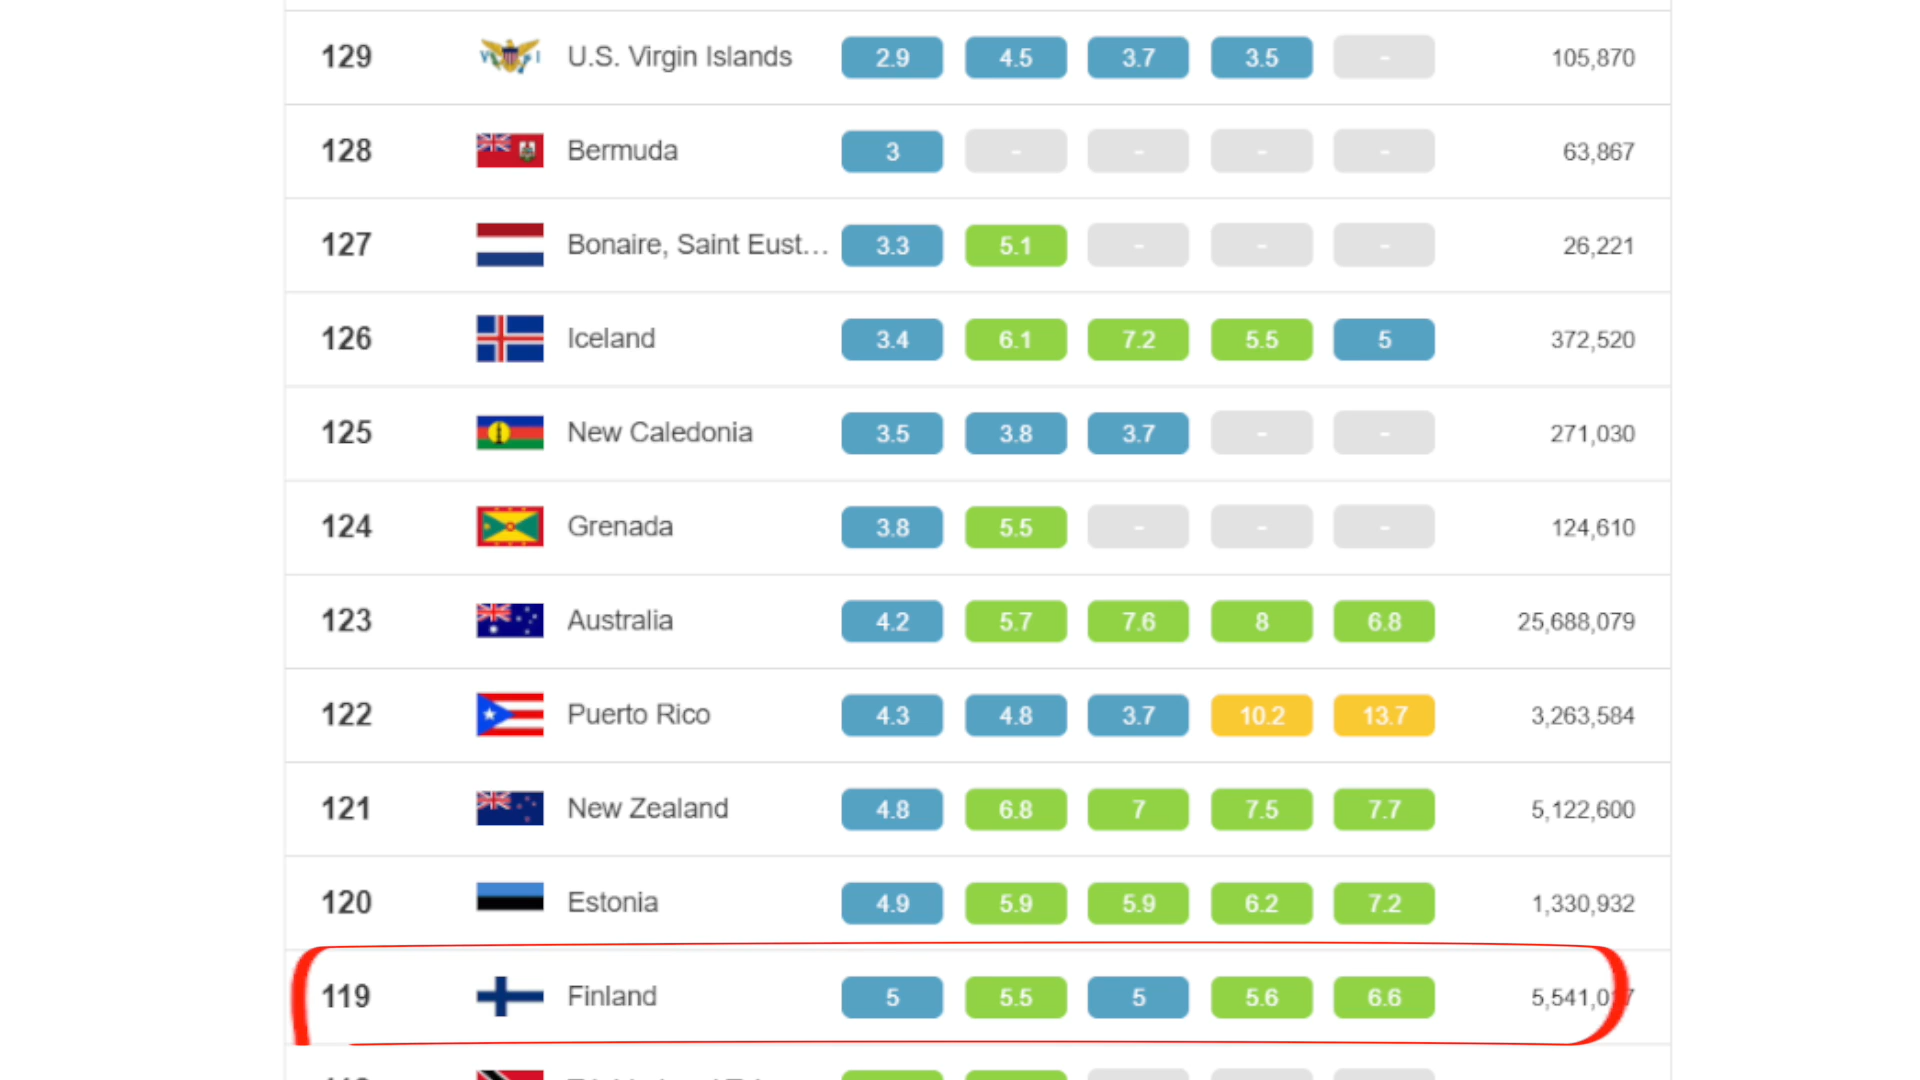 129 U.S. Virgin Islands 2.9 4.5 3.7 3.5 - 105,870
128 Bermuda 3 - - - - 63,867
127 Bonaire, Saint Eust... 3.3 5.1 - - - 26,221
126 Iceland 3.4 6.1 7.2 5.5 5 372,520
125 New Caledonia 3.5 3.8 3.7 - - 271,030
124 Grenada 3.8 5.5 - - - 124,610
123 Australia 4.2 5.7 7.6 8 6.8 25,688,079
122 Puerto Rico 4.3 4.8 3.7 10.2 13.7 3,263,584
121 New Zealand 4.8 6.8 7 7.5 7.7 5,122,600
120 Estonia 4.9 5.9 5.9 6.2 7.2 1,330,932
119 Finland 5 5.5 5 5.6 6.6